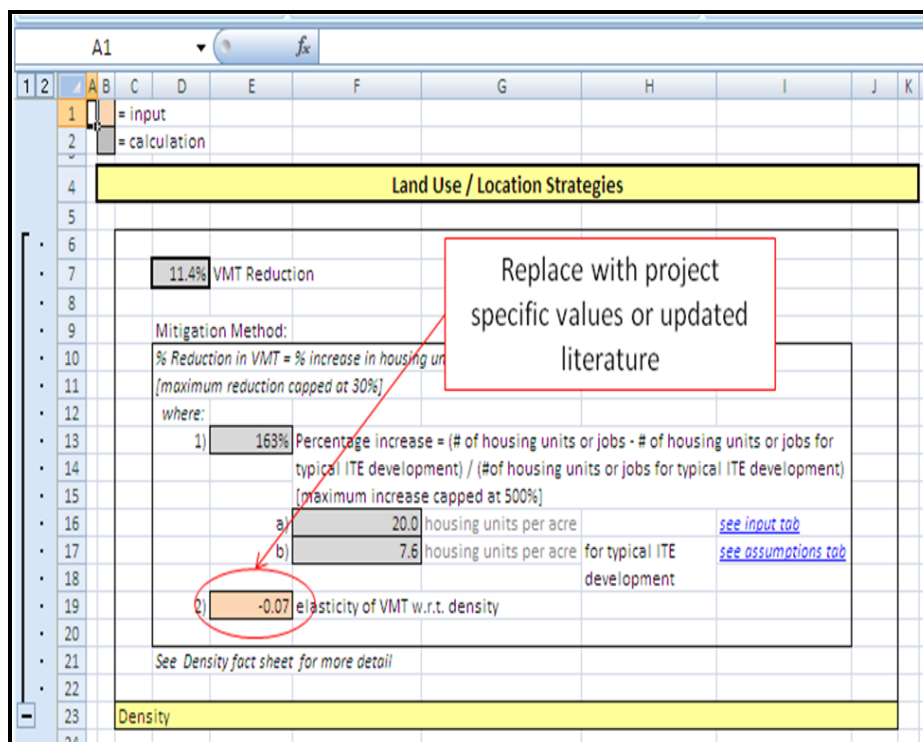 A1
fx
1 2
A B C D E F G H I J K
1 = input
2 = calculation
4 Land Use / Location Strategies
5
6
7 11.4% VMT Reduction
8
9 Mitigation Method:
10 % Reduction in VMT = % increase in housing
11 [maximum reduction capped at 30%]
12 where:
13 1) 163% Percentage increase = (# of housing units or jobs - # of housing units or jobs for
14 typical ITE development) / (#of housing units or jobs for typical ITE development)
15 [maximum increase capped at 500%]
16 a) 20.0 housing units per acre see input tab
17 b) 7.6 housing units per acre for typical ITE see assumptions tab
18 development
19 2) -0.07 elasticity of VMT w.r.t. density
20
21 See Density fact sheet for more detail
22
23 Density
Replace with project
specific values or updated
literature